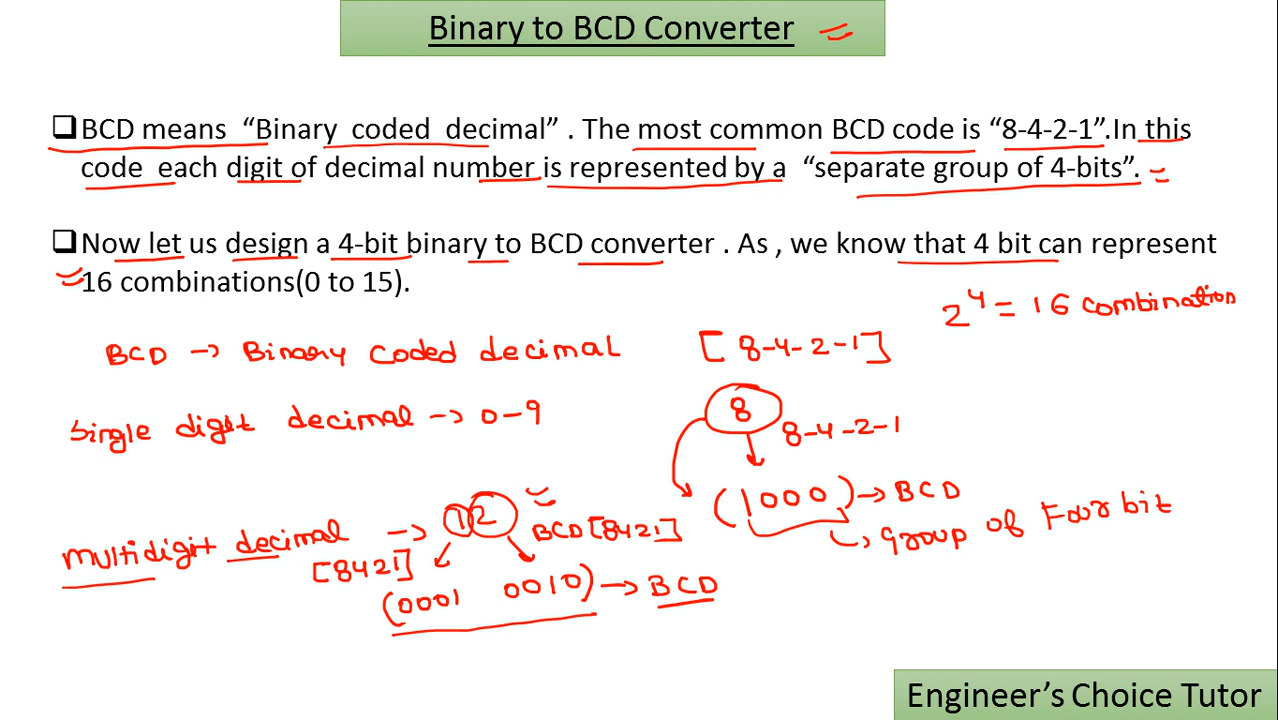 Binary to BCD Converter
BCD means "Binary coded decimal" . The most common BCD code is "8-4-2-1".In this
code each digit of decimal number is represented by a "separate group of 4-bits".
Now let us design a 4-bit binary to BCD converter . As , we know that 4 bit can represent
16 combinations(0 to 15).
2⁴ = 16 combination
BCD → Binary coded decimal [8-4-2-1]
Single digit decimal → 0-9
8
8-4-2-1
(1000) → BCD
Group of Four bit
Multidigit decimal → 12
BCD[8421]
[8421]
(0001 0010) → BCD
Engineer's Choice Tutor